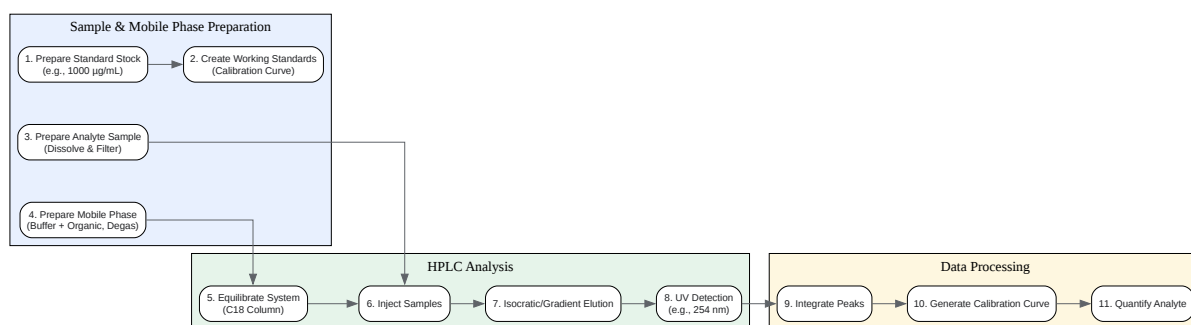 Sample & Mobile Phase Preparation
1. Prepare Standard Stock
(e.g., 1000 µg/mL)
2. Create Working Standards
(Calibration Curve)
3. Prepare Analyte Sample
(Dissolve & Filter)
4. Prepare Mobile Phase
(Buffer + Organic, Degas)
HPLC Analysis
5. Equilibrate System
(C18 Column)
6. Inject Samples
7. Isocratic/Gradient Elution
8. UV Detection
(e.g., 254 nm)
Data Processing
9. Integrate Peaks
10. Generate Calibration Curve
11. Quantify Analyte